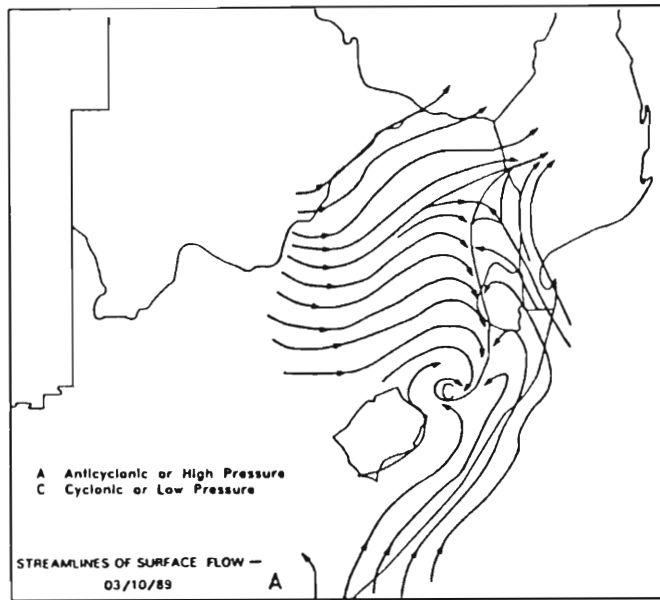 C
A Anticyclonic or High Pressure
C Cyclonic or Low Pressure
STREAMLINES OF SURFACE FLOW —
03/10/89
A